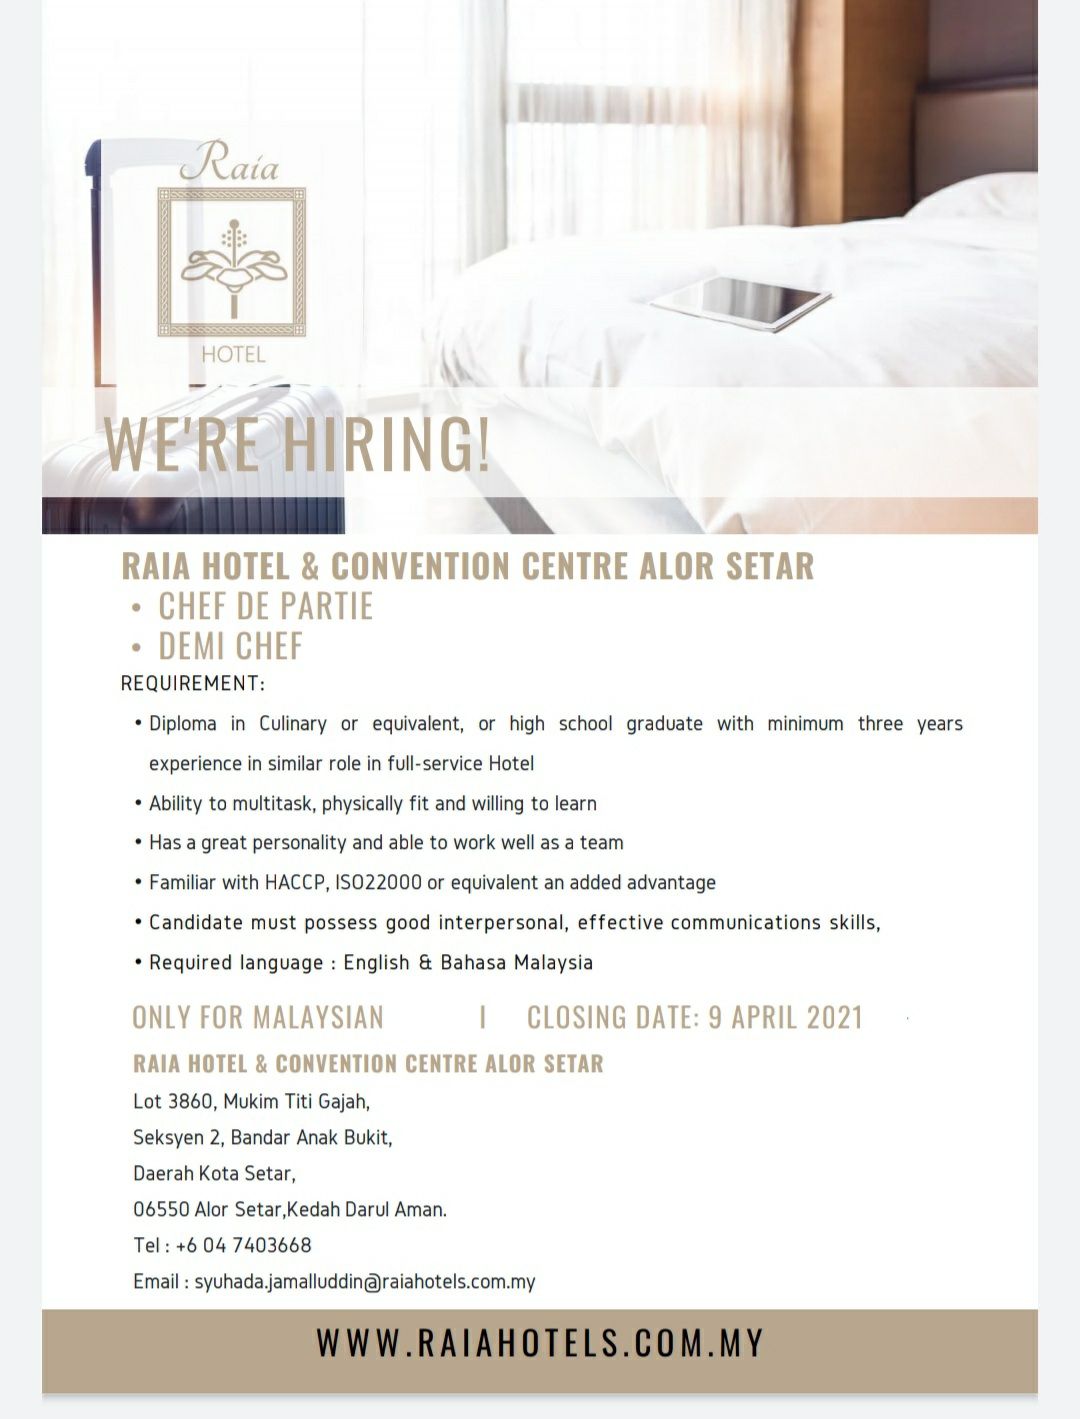 Raia
HOTEL
WE'RE HIRING!
RAIA HOTEL & CONVENTION CENTRE ALOR SETAR
• CHEF DE PARTIE
• DEMI CHEF
REQUIREMENT:
• Diploma in Culinary or equivalent, or high school graduate with minimum three years
experience in similar role in full-service Hotel
• Ability to multitask, physically fit and willing to learn
• Has a great personality and able to work well as a team
• Familiar with HACCP, ISO22000 or equivalent an added advantage
• Candidate must possess good interpersonal, effective communications skills,
• Required language : English & Bahasa Malaysia
ONLY FOR MALAYSIAN I CLOSING DATE: 9 APRIL 2021
RAIA HOTEL & CONVENTION CENTRE ALOR SETAR
Lot 3860, Mukim Titi Gajah,
Seksyen 2, Bandar Anak Bukit,
Daerah Kota Setar,
06550 Alor Setar,Kedah Darul Aman.
Tel : +6 04 7403668
Email : syuhada.jamalluddin@raiahotels.com.my
WWW.RAIAHOTELS.COM.MY